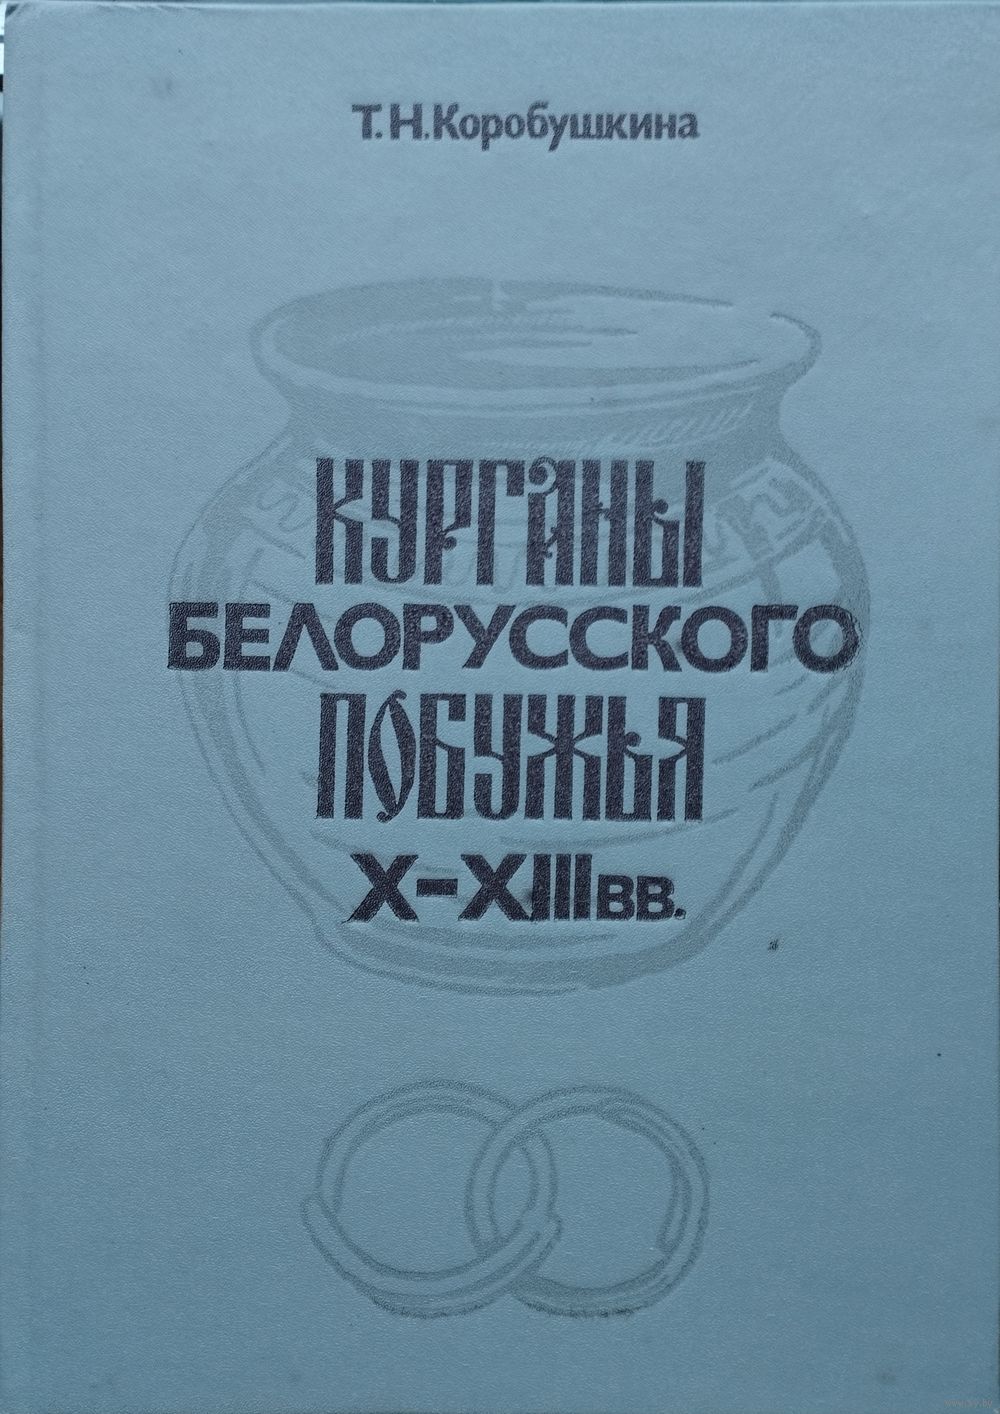 Т.Н.Коробушкина
КУРГАНЫ
БЕЛОРУССКОГО
ПОБУЖЬЯ
X-XIII вв.